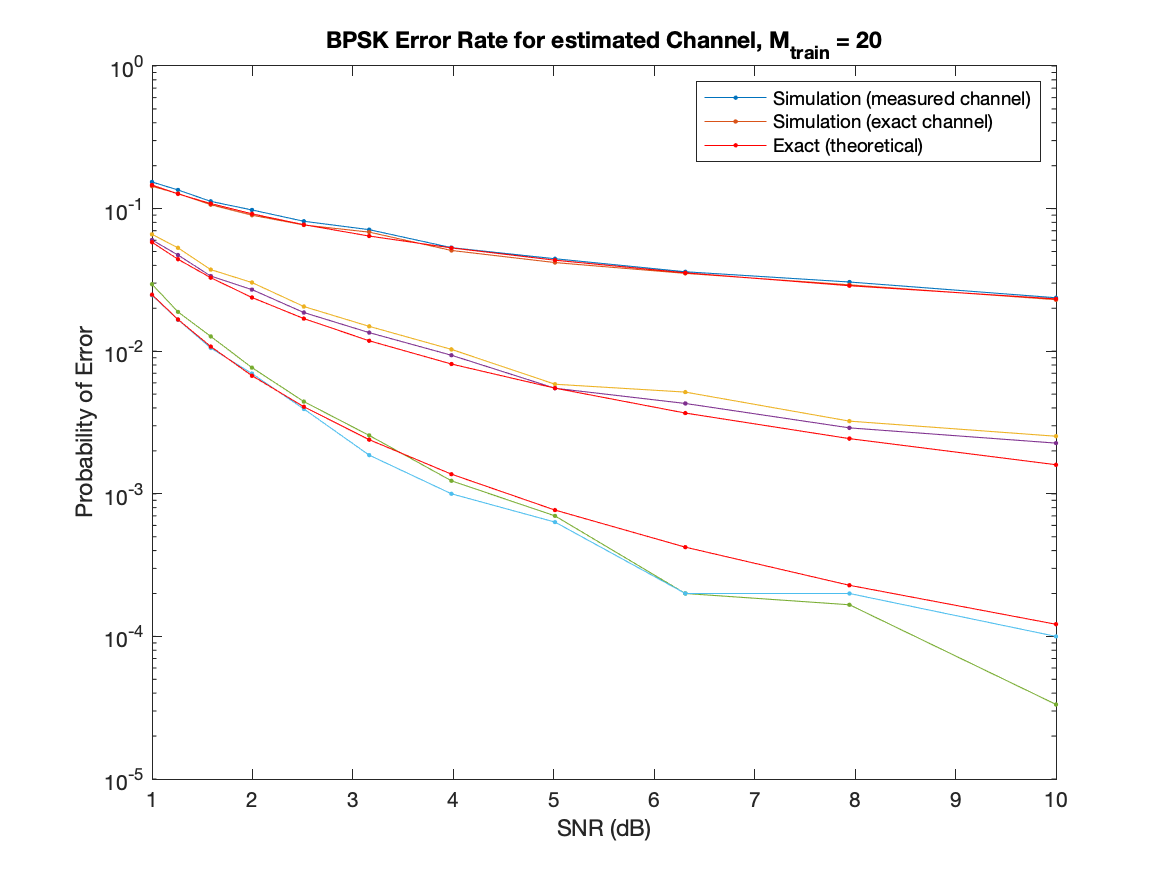 BPSK Error Rate for estimated Channel, M_train = 20
Simulation (measured channel)
Simulation (exact channel)
Exact (theoretical)
Probability of Error
10^0
10^-1
10^-2
10^-3
10^-4
10^-5
1 2 3 4 5 6 7 8 9 10
SNR (dB)